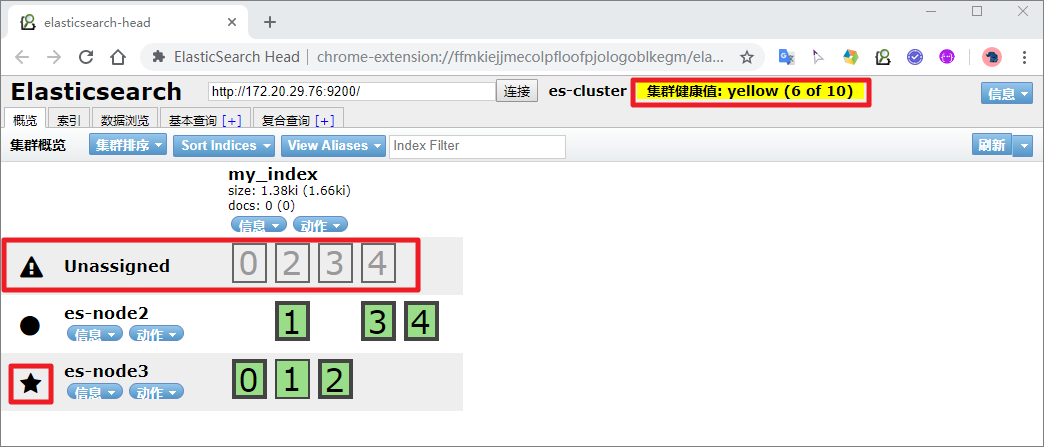 elasticsearch-head
ElasticSearch Head | chrome-extension://ffmkiejjmecolpfloofpjologoblkegm/ela...
Elasticsearch http://172.20.29.76:9200/ 连接 es-cluster 集群健康值: yellow (6 of 10) 信息
概览 索引 数据浏览 基本查询 [+] 复合查询 [+]
集群概览 集群排序 Sort Indices View Aliases Index Filter 刷新
my_index
size: 1.38ki (1.66ki)
docs: 0 (0)
信息 动作
Unassigned 0 2 3 4
es-node2 1 3 4
信息 动作
es-node3 0 1 2
信息 动作